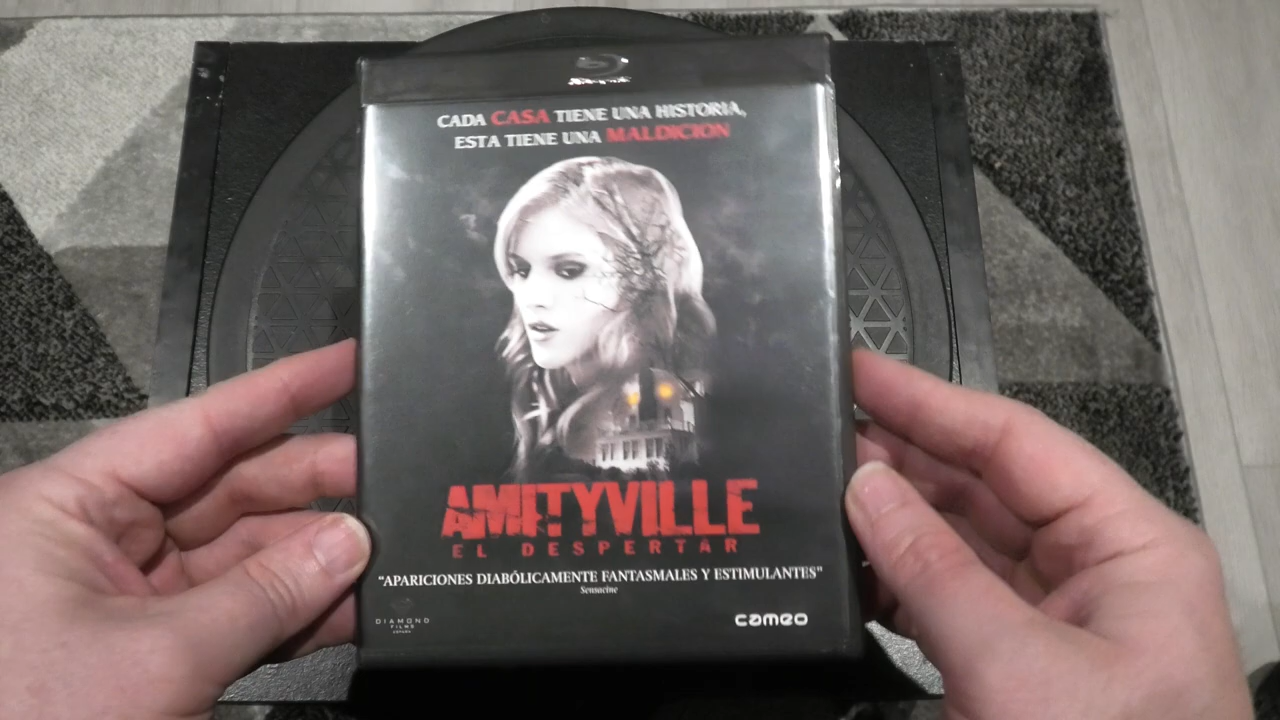 CADA CASA TIENE UNA HISTORIA,
ESTA TIENE UNA MALDICION
AMITYVILLE
EL DESPERTAR
“APARICIONES DIABÓLICAMENTE FANTASMALES Y ESTIMULANTES”
Sensacine
DIAMOND
FILMS
ESPAÑA
cameo